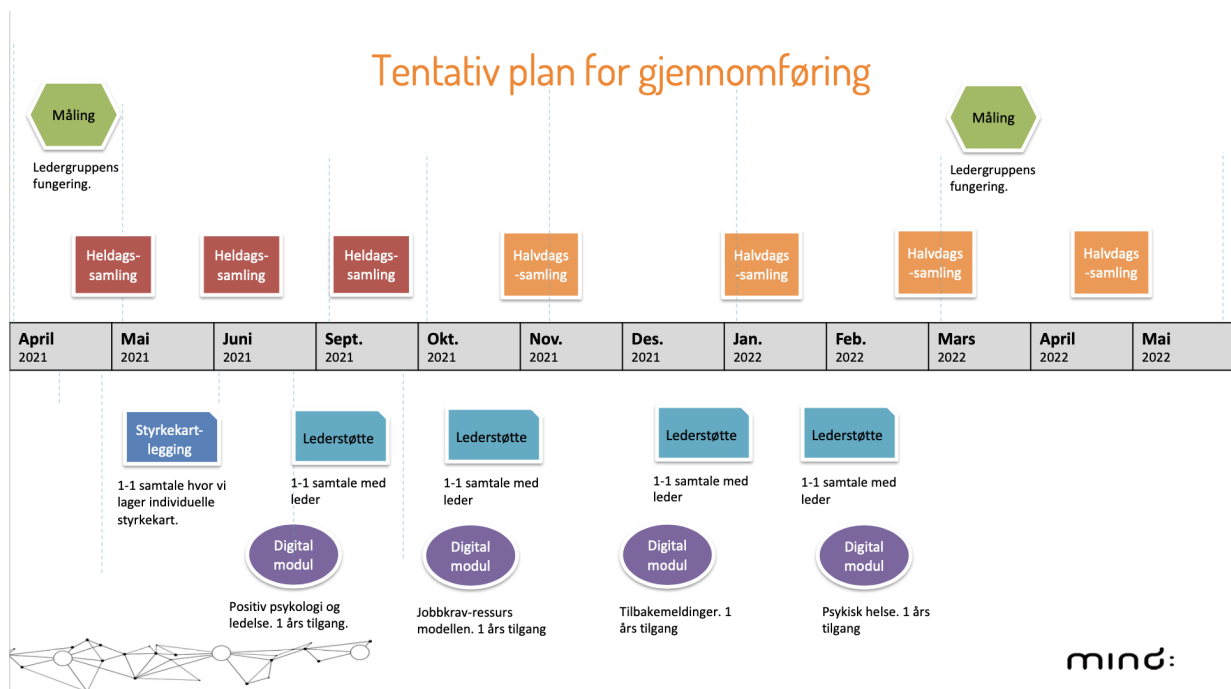 Tentativ plan for gjennomføring
Måling
Ledergruppens
fungering.
Måling
Ledergruppens
fungering.
Heldags-
samling
Heldags-
samling
Heldags-
samling
Halvdags
-samling
Halvdags
-samling
Halvdags
-samling
Halvdags
-samling
April
2021
Mai
2021
Juni
2021
Sept.
2021
Okt.
2021
Nov.
2021
Des.
2021
Jan.
2022
Feb.
2022
Mars
2022
April
2022
Mai
2022
Styrkekart-
legging
1-1 samtale hvor vi
lager individuelle
styrkekart.
Lederstøtte
1-1 samtale med
leder
Lederstøtte
1-1 samtale med
leder
Lederstøtte
1-1 samtale med
leder
Lederstøtte
1-1 samtale med
leder
Digital
modul
Positiv psykologi og
ledelse. 1 års tilgang.
Digital
modul
Jobbkrav-ressurs
modellen. 1 års tilgang
Digital
modul
Tilbakemeldinger. 1
års tilgang
Digital
modul
Psykisk helse. 1 års
tilgang
mind: